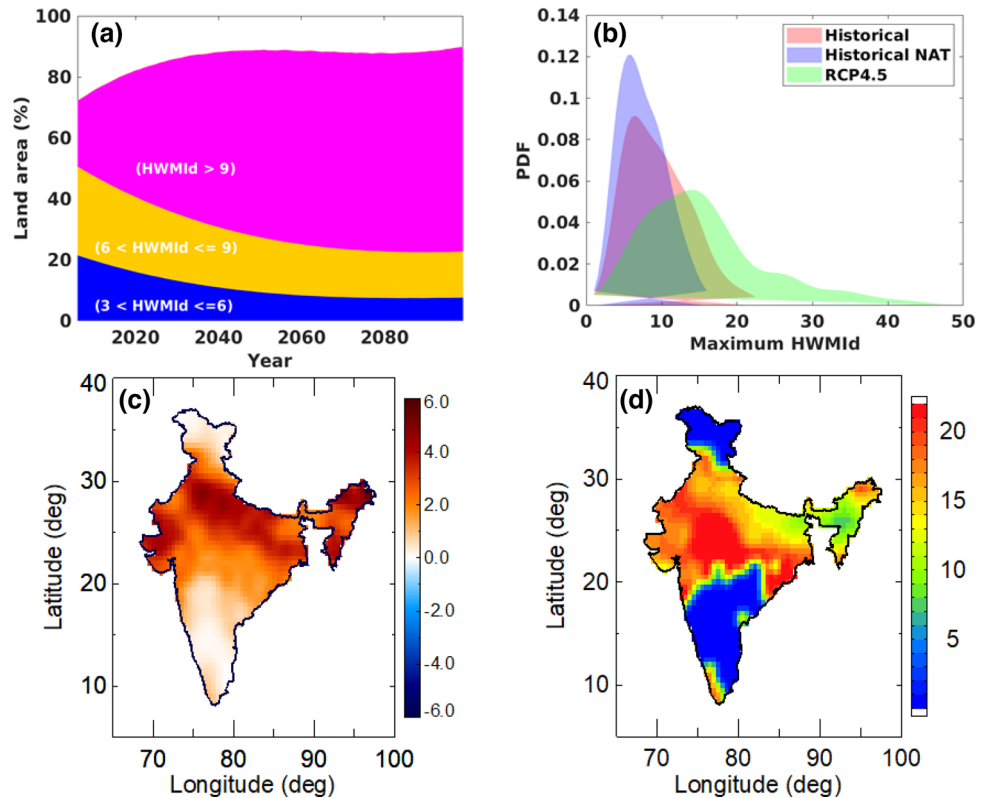 (a)
Land area (%)
100
80
60
40
20
0
(HWMId > 9)
(6 < HWMId <= 9)
(3 < HWMId <=6)
2020 2040 2060 2080
Year
(b)
PDF
0.14
0.12
0.1
0.08
0.06
0.04
0.02
0
Historical
Historical NAT
RCP4.5
0 10 20 30 40 50
Maximum HWMId
(c)
Latitude (deg)
40
30
20
10
70 80 90 100
Longitude (deg)
6.0
4.0
2.0
0.0
-2.0
-4.0
-6.0
(d)
Latitude (deg)
40
30
20
10
70 80 90 100
Longitude (deg)
20
15
10
5